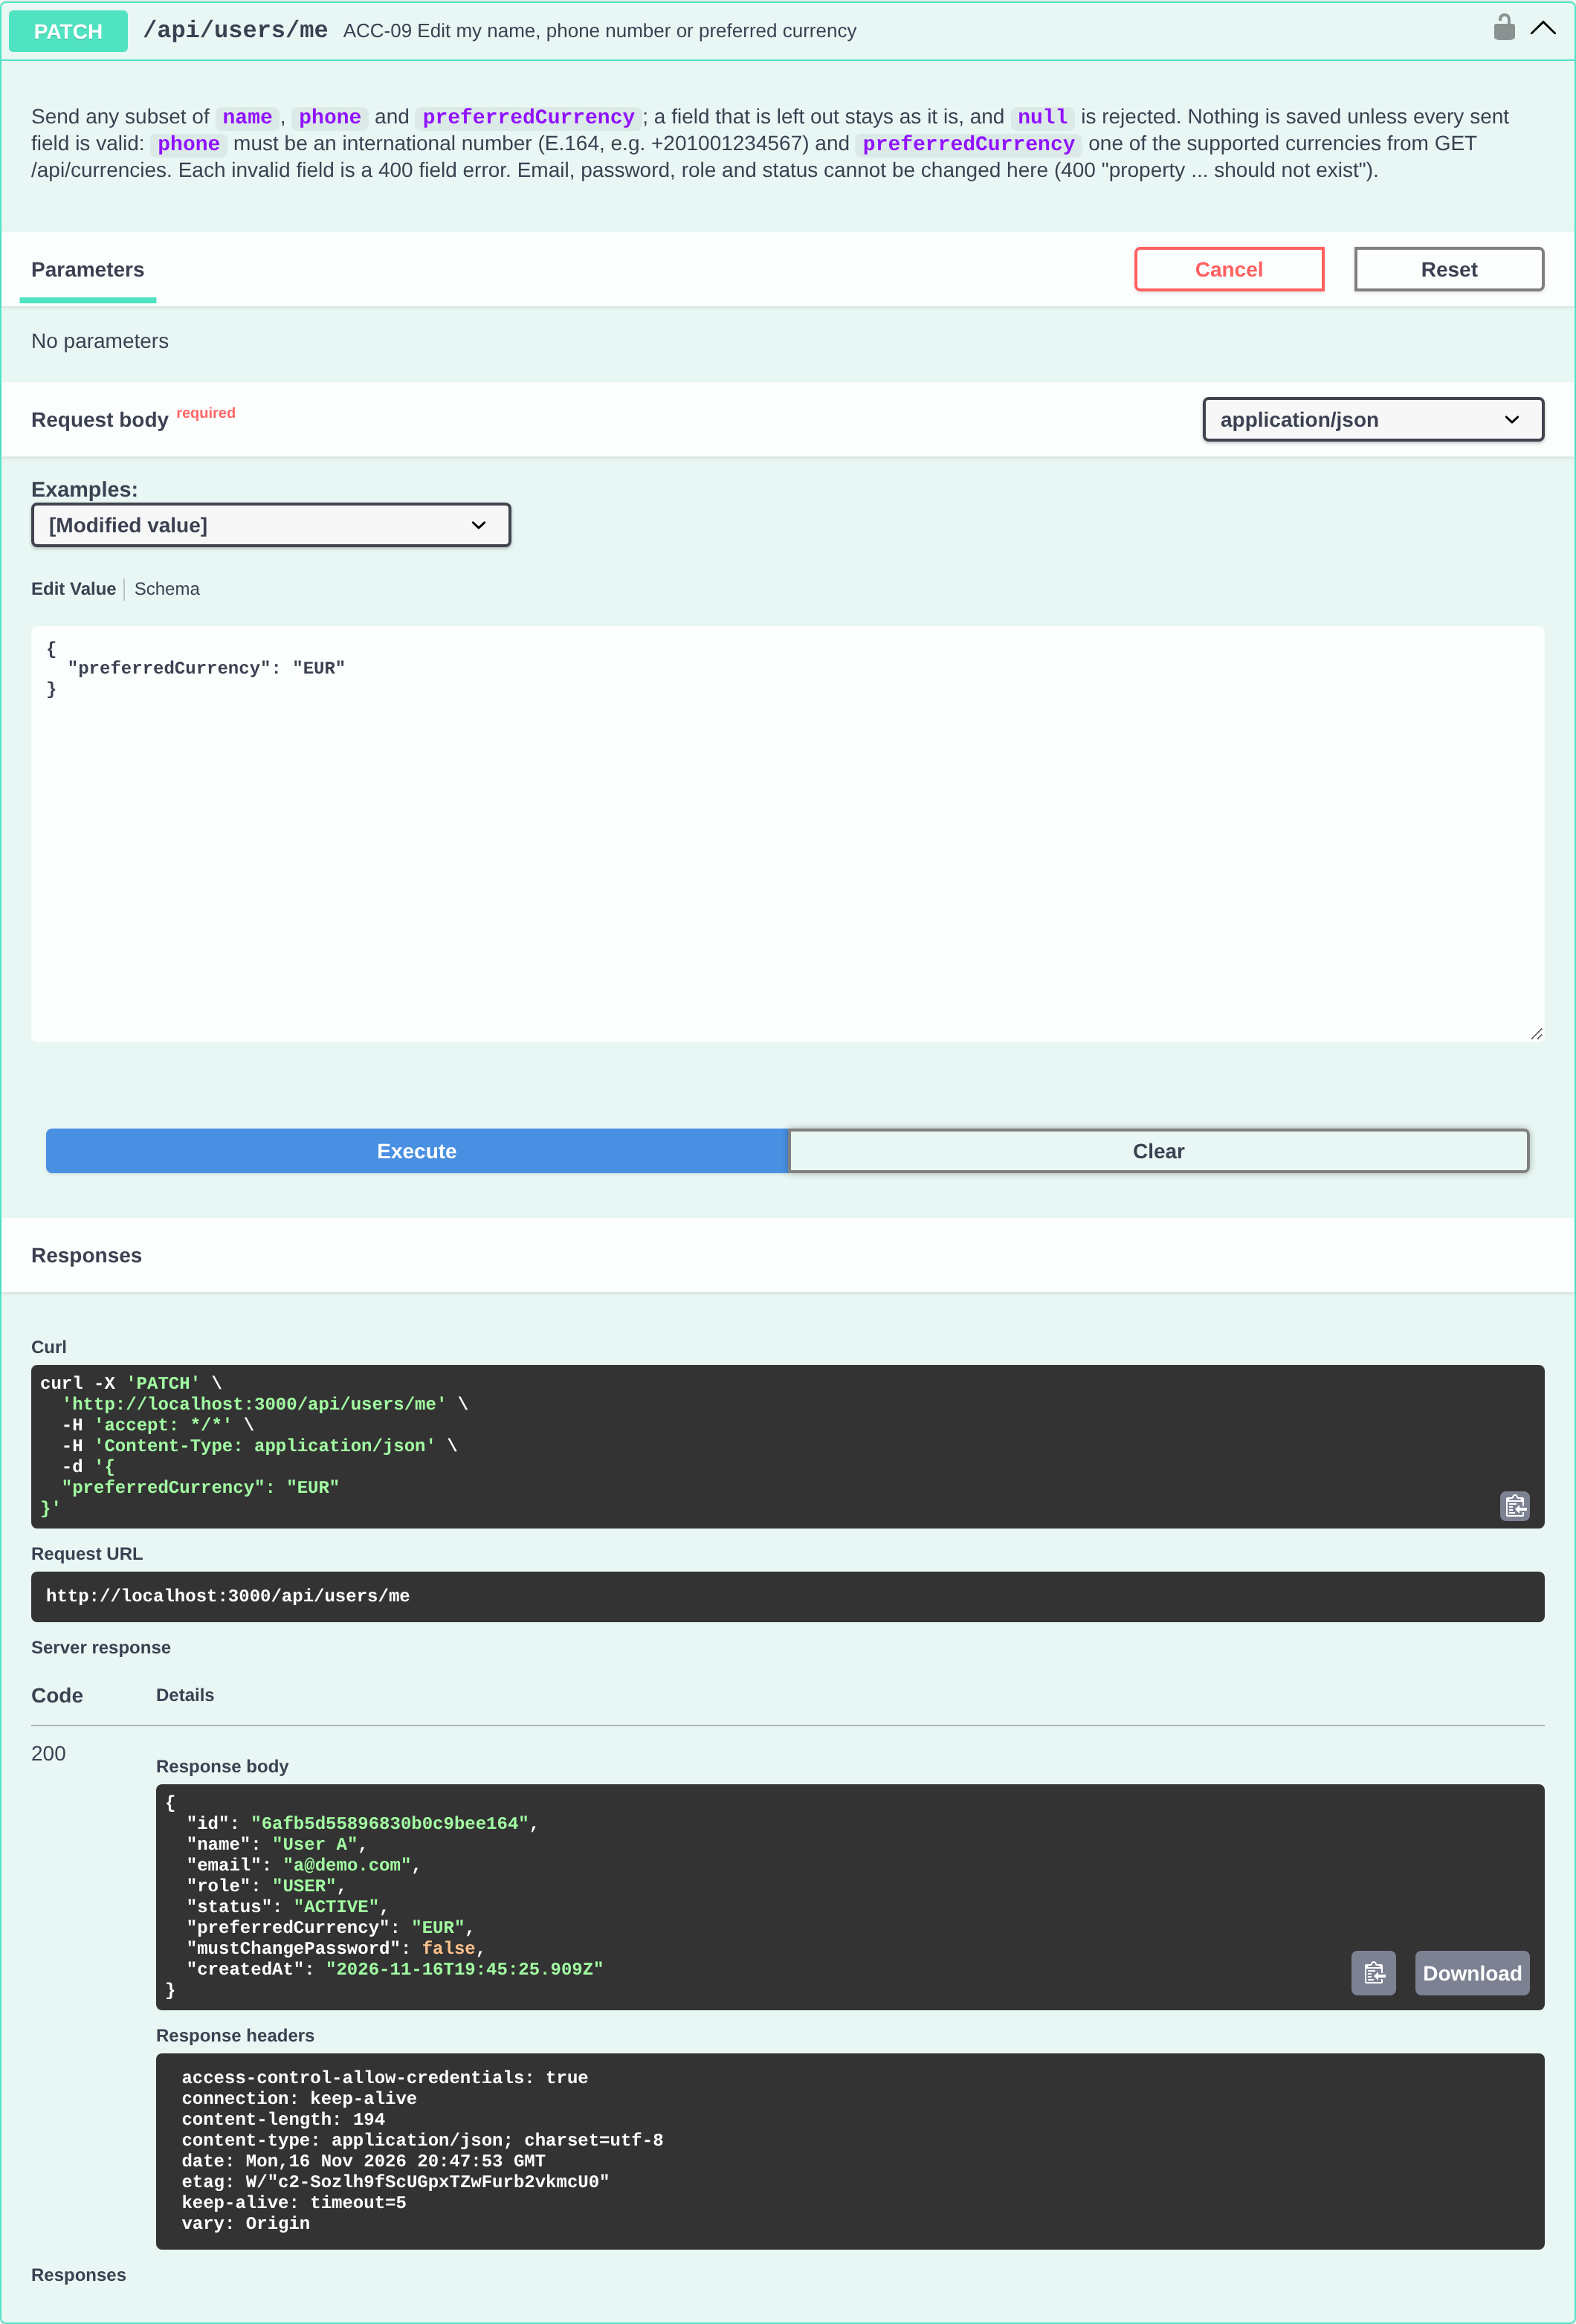 PATCH /api/users/me ACC-09 Edit my name, phone number or preferred currency
Send any subset of name , phone and preferredCurrency ; a field that is left out stays as it is, and null is rejected. Nothing is saved unless every sent
field is valid: phone must be an international number (E.164, e.g. +201001234567) and preferredCurrency one of the supported currencies from GET
/api/currencies. Each invalid field is a 400 field error. Email, password, role and status cannot be changed here (400 "property ... should not exist").
Parameters
Cancel
Reset
No parameters
Request body required
application/json
Examples:
[Modified value]
Edit Value
Schema
{
  "preferredCurrency": "EUR"
}
Execute
Clear
Responses
Curl
curl -X 'PATCH' \
  'http://localhost:3000/api/users/me' \
  -H 'accept: */*' \
  -H 'Content-Type: application/json' \
  -d '{
  "preferredCurrency": "EUR"
}'
Request URL
http://localhost:3000/api/users/me
Server response
Code
Details
200
Response body
{
  "id": "6afb5d55896830b0c9bee164",
  "name": "User A",
  "email": "a@demo.com",
  "role": "USER",
  "status": "ACTIVE",
  "preferredCurrency": "EUR",
  "mustChangePassword": false,
  "createdAt": "2026-11-16T19:45:25.909Z"
}
Download
Response headers
access-control-allow-credentials: true
connection: keep-alive
content-length: 194
content-type: application/json; charset=utf-8
date: Mon,16 Nov 2026 20:47:53 GMT
etag: W/"c2-Sozlh9fScUGpxTZwFurb2vkmcU0"
keep-alive: timeout=5
vary: Origin
Responses